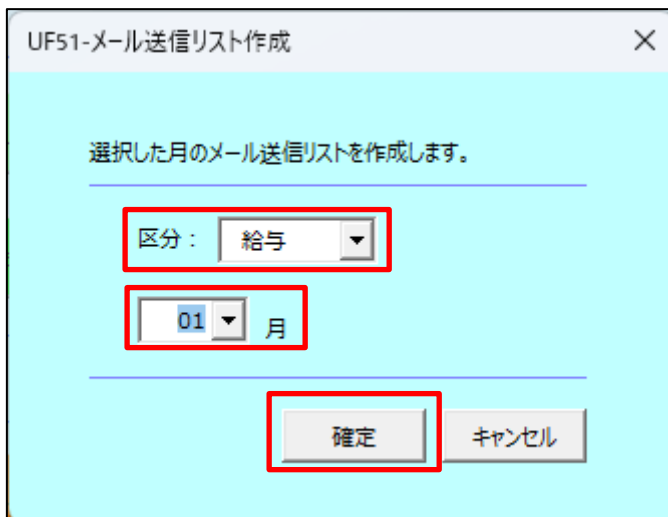 UF51-メール送信リスト作成
選択した月のメール送信リストを作成します。
区分： 給与
01 月
確定 キャンセル